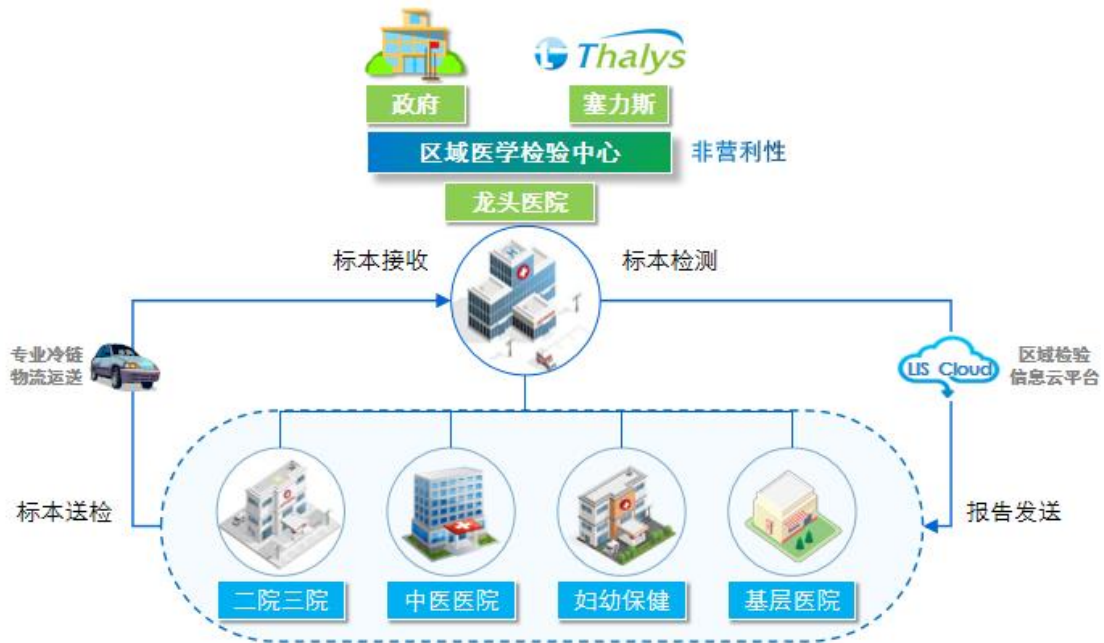 Thalys
政府
塞力斯
区域医学检验中心
非营利性
龙头医院
标本接收
标本检测
专业冷链
物流运送
LIS Cloud
区域检验
信息云平台
标本送检
报告发送
二院三院
中医医院
妇幼保健
基层医院